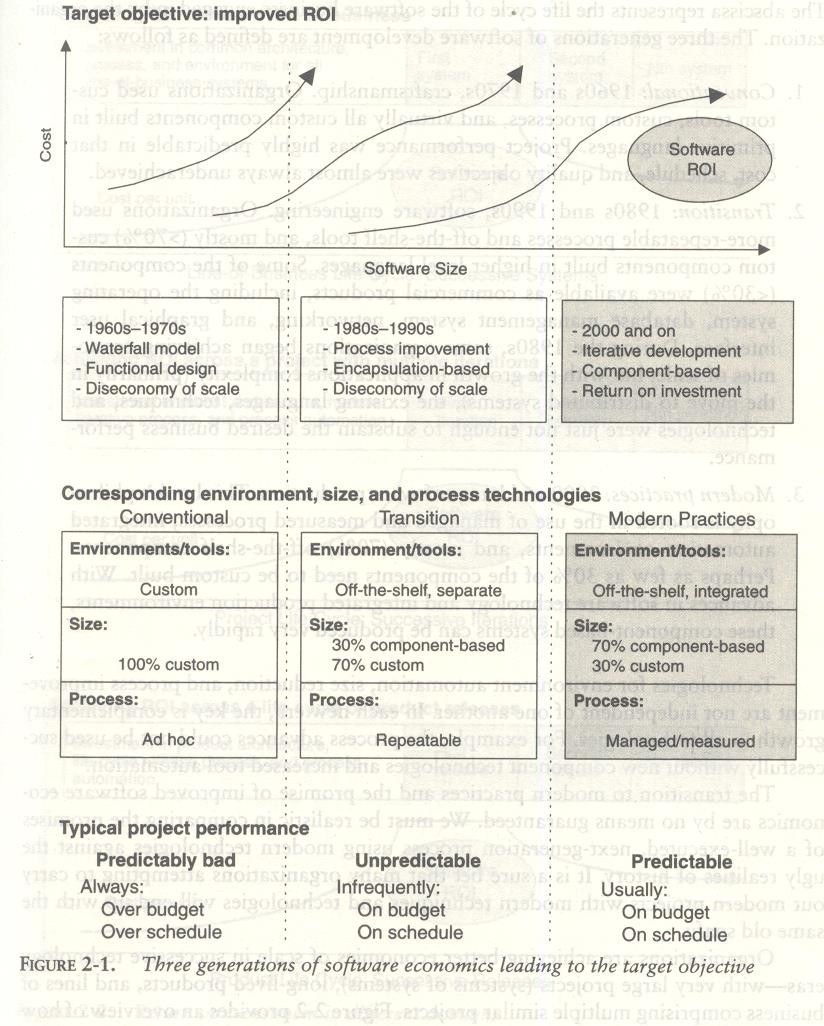 Target objective: improved ROI
Cost
Software
ROI
Software Size
- 1960s–1970s
- Waterfall model
- Functional design
- Diseconomy of scale
- 1980s–1990s
- Process improvement
- Encapsulation-based
- Diseconomy of scale
- 2000 and on
- Iterative development
- Component-based
- Return on investment
Corresponding environment, size, and process technologies
Conventional
Transition
Modern Practices
Environments/tools:
Custom
Size:
100% custom
Process:
Ad hoc
Environment/tools:
Off-the-shelf, separate
Size:
30% component-based
70% custom
Process:
Repeatable
Environment/tools:
Off-the-shelf, integrated
Size:
70% component-based
30% custom
Process:
Managed/measured
Typical project performance
Predictably bad
Always:
Over budget
Over schedule
Unpredictable
Infrequently:
On budget
On schedule
Predictable
Usually:
On budget
On schedule
FIGURE 2-1. Three generations of software economics leading to the target objective